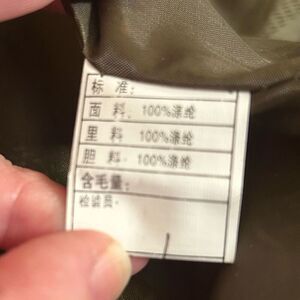 标 准:
面 料: 100%涤纶
里 料: 100%涤纶
胆 料: 100%涤纶
含毛量:
检验员: